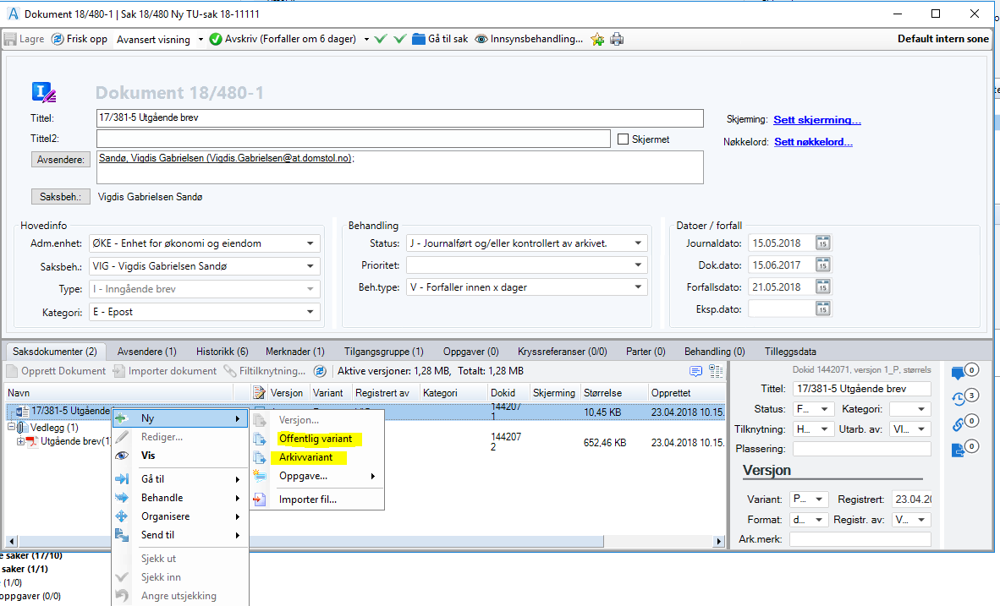 Dokument 18/480-1 | Sak 18/480 Ny TU-sak 18-11111
Lagre Frisk opp Avansert visning Avskriv (Forfaller om 6 dager) Gå til sak Innsynsbehandling... Default intern sone
Dokument 18/480-1
Tittel: 17/381-5 Utgående brev Skjerming: Sett skjerming...
Tittel2: Skjermet Nøkkelord: Sett nøkkelord...
Avsendere: Sandø, Vigdis Gabrielsen (Vigdis.Gabrielsen@at.domstol.no);
Saksbeh.: Vigdis Gabrielsen Sandø
Hovedinfo Behandling Datoer / forfall
Adm.enhet: ØKE - Enhet for økonomi og eiendom Status: J - Journalført og/eller kontrollert av arkivet. Journaldato: 15.05.2018
Saksbeh.: VIG - Vigdis Gabrielsen Sandø Prioritet: Dok.dato: 15.06.2017
Type: I - Inngående brev Beh.type: V - Forfaller innen x dager Forfallsdato: 21.05.2018
Kategori: E - Epost Eksp.dato:
Saksdokumenter (2) Avsendere (1) Historikk (6) Merknader (1) Tilgangsgruppe (1) Oppgaver (0) Kryssreferanser (0/0) Parter (0) Behandling (0) Tilleggsdata
Opprett Dokument Importer dokument Filtilknytning... Aktive versjoner: 1,28 MB, Totalt: 1,28 MB
Navn Versjon Variant Registrert av Kategori Dokid Skjerming Størrelse Opprettet
17/381-5 Utgående 144207 1 10,45 KB 23.04.2018 10.15.
Vedlegg (1)
Utgående brev(1 144207 2 652,46 KB 23.04.2018 10.15.
Ny
Rediger...
Vis
Gå til
Behandle
Organisere
Send til
Sjekk ut
Sjekk inn
Angre utsjekking
Versjon...
Offentlig variant
Arkivvariant
Oppgave...
Importer fil...
Dokid 1442071, versjon 1_P, størrels
Tittel: 17/381-5 Utgående brev
Status: F... Kategori:
Tilknytning: H... Utarb. av: VI...
Plassering:
Versjon
Variant: P... Registrert: 23.04.20
Format: d... Registr. av: V...
Ark.merk:
0
3
0
0
e saker (17/10)
saker (1/1)
(1/0)
oppgaver (0/0)